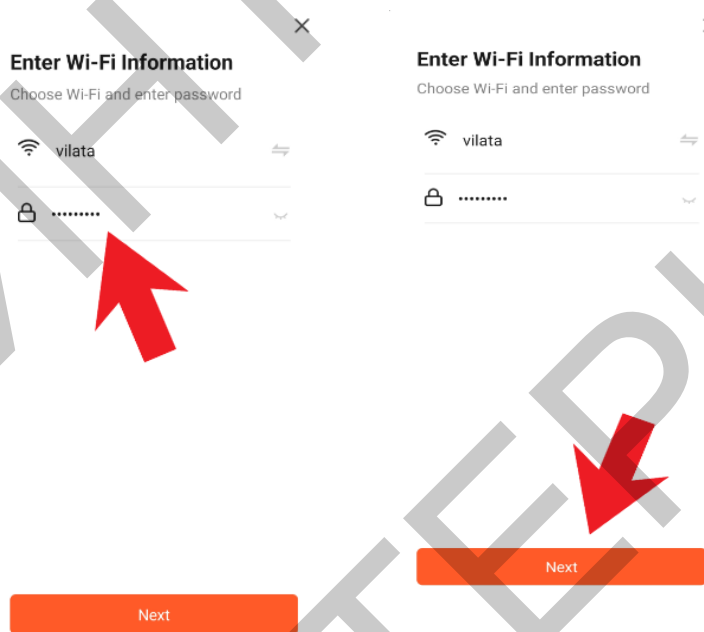 Enter Wi-Fi Information
Choose Wi-Fi and enter password
vilata
•••••••••
Next
Enter Wi-Fi Information
Choose Wi-Fi and enter password
vilata
•••••••••
Next